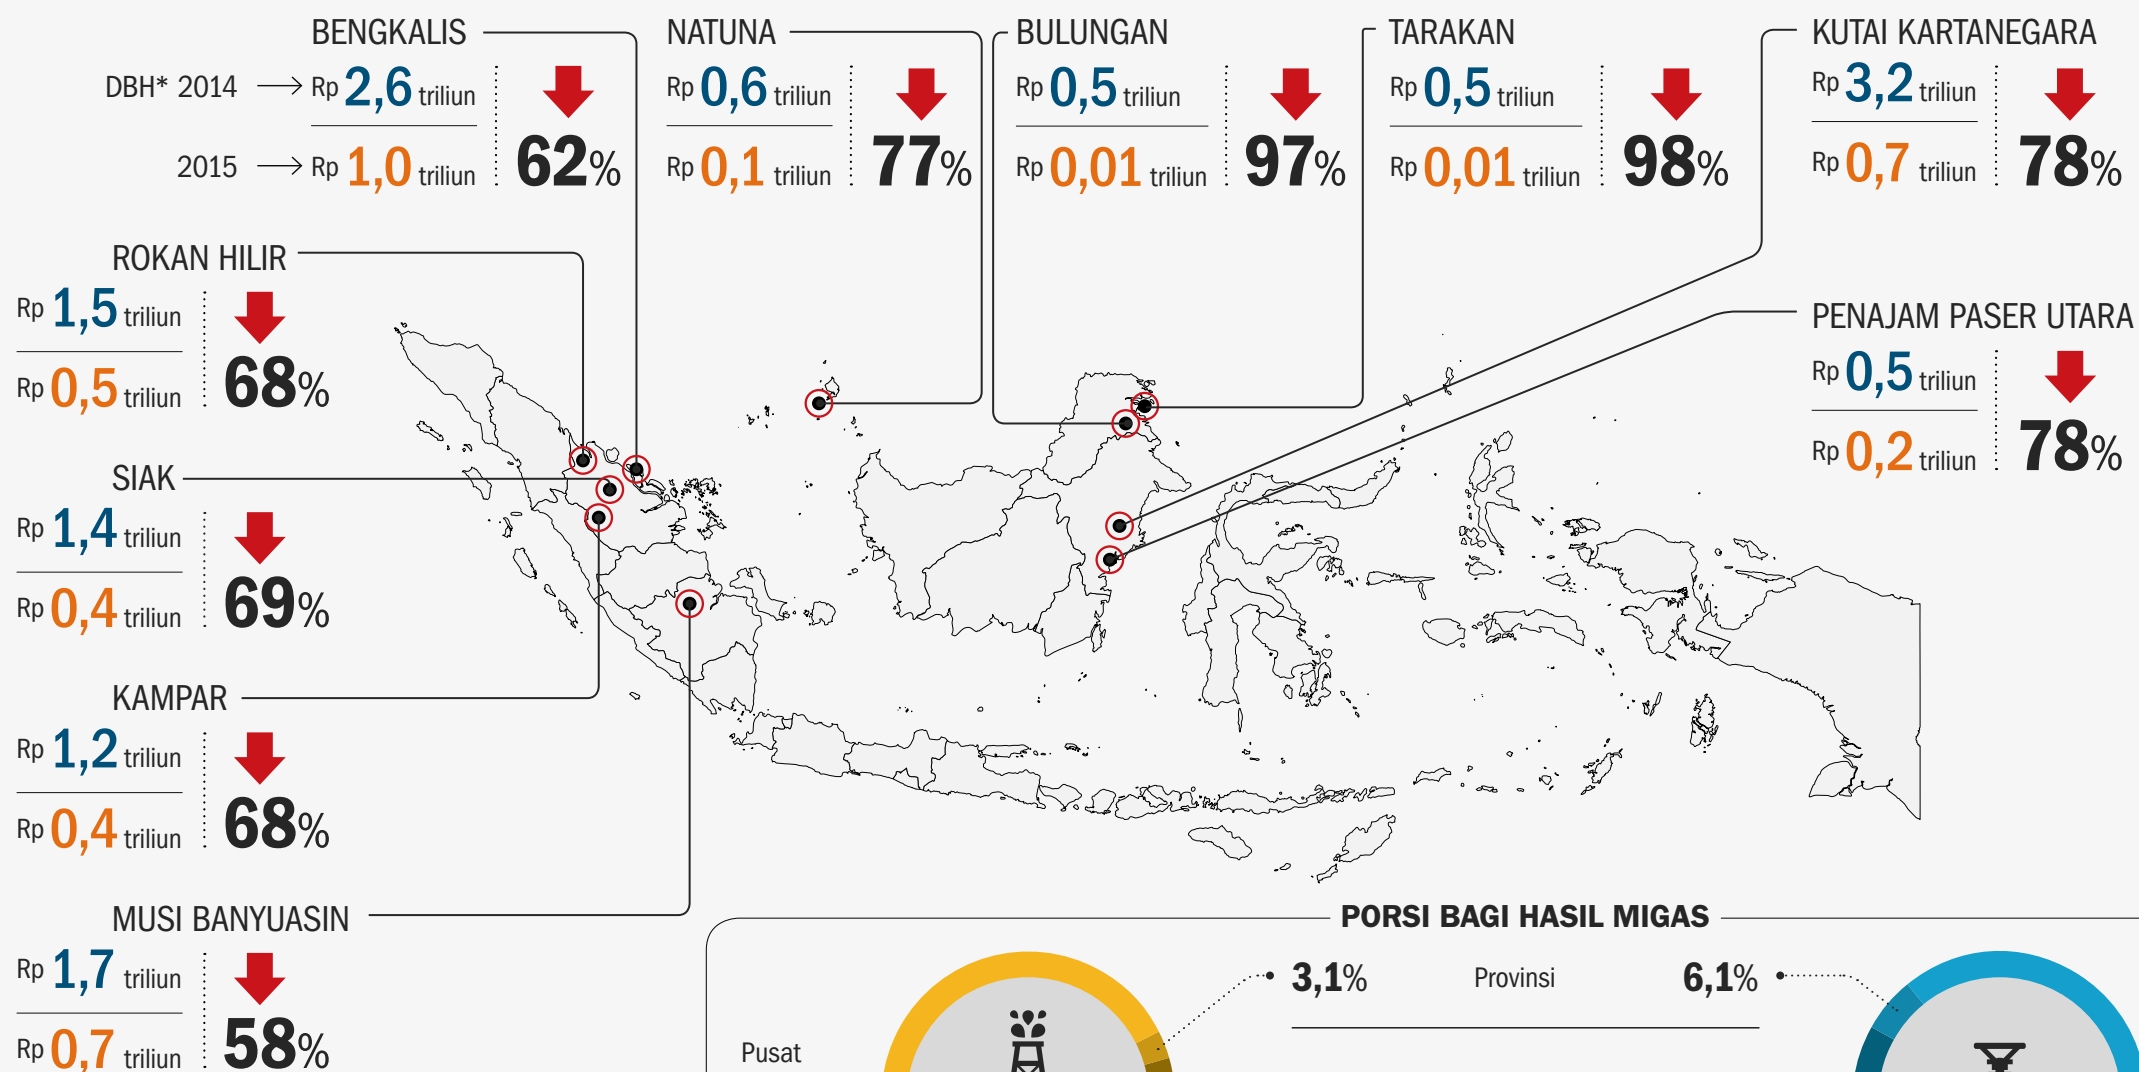 BENGKALIS
DBH* 2014
Rp 2,6 triliun
2015
Rp 1,0 triliun
62%
NATUNA
Rp 0,6 triliun
Rp 0,1 triliun
77%
BULUNGAN
Rp 0,5 triliun
Rp 0,01 triliun
97%
TARAKAN
Rp 0,5 triliun
Rp 0,01 triliun
98%
KUTAI KARTANEGARA
Rp 3,2 triliun
Rp 0,7 triliun
78%
ROKAN HILIR
Rp 1,5 triliun
Rp 0,5 triliun
68%
PENAJAM PASER UTARA
Rp 0,5 triliun
Rp 0,2 triliun
78%
SIAK
Rp 1,4 triliun
Rp 0,4 triliun
69%
KAMPAR
Rp 1,2 triliun
Rp 0,4 triliun
68%
MUSI BANYUASIN
Rp 1,7 triliun
Rp 0,7 triliun
58%
PORSI BAGI HASIL MIGAS
3,1% Provinsi 6,1%
Pusat